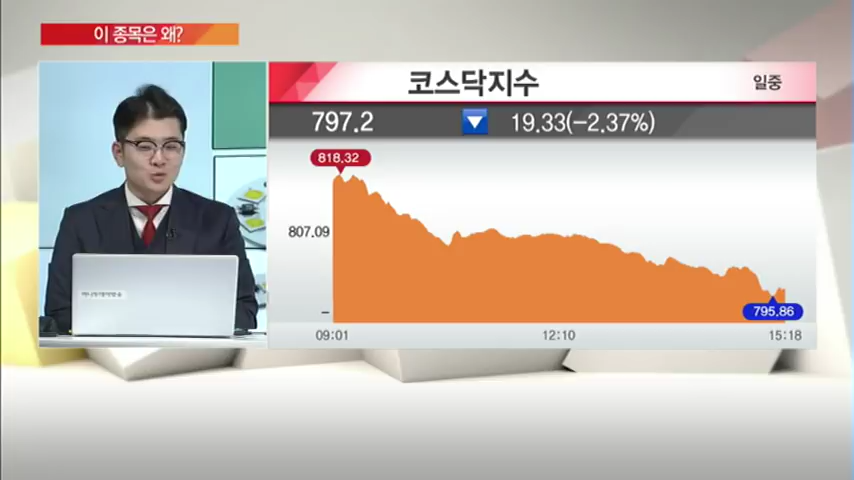 이 종목은 왜?
코스닥지수
일중
797.2
▼ 19.33(-2.37%)
818.32
807.09
-
795.86
09:01 12:10 15:18